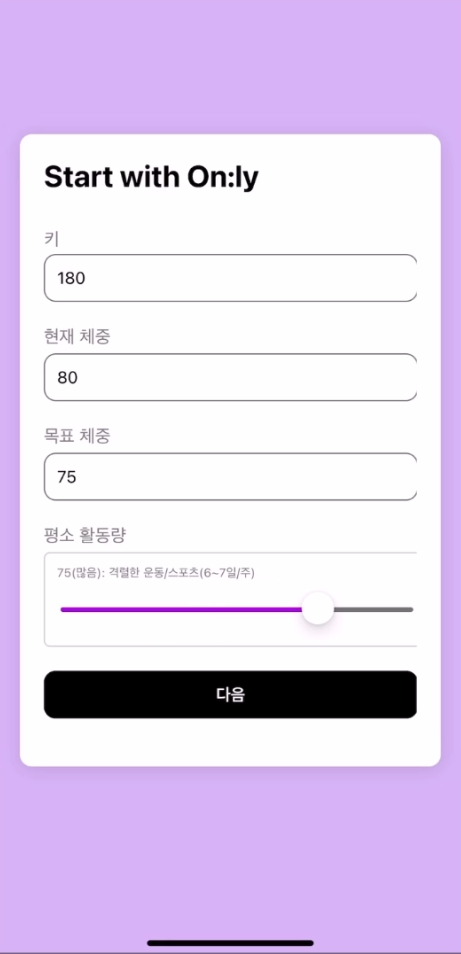 Start with On:ly
키
180
현재 체중
80
목표 체중
75
평소 활동량
75(많음): 격렬한 운동/스포츠(6~7일/주)
다음